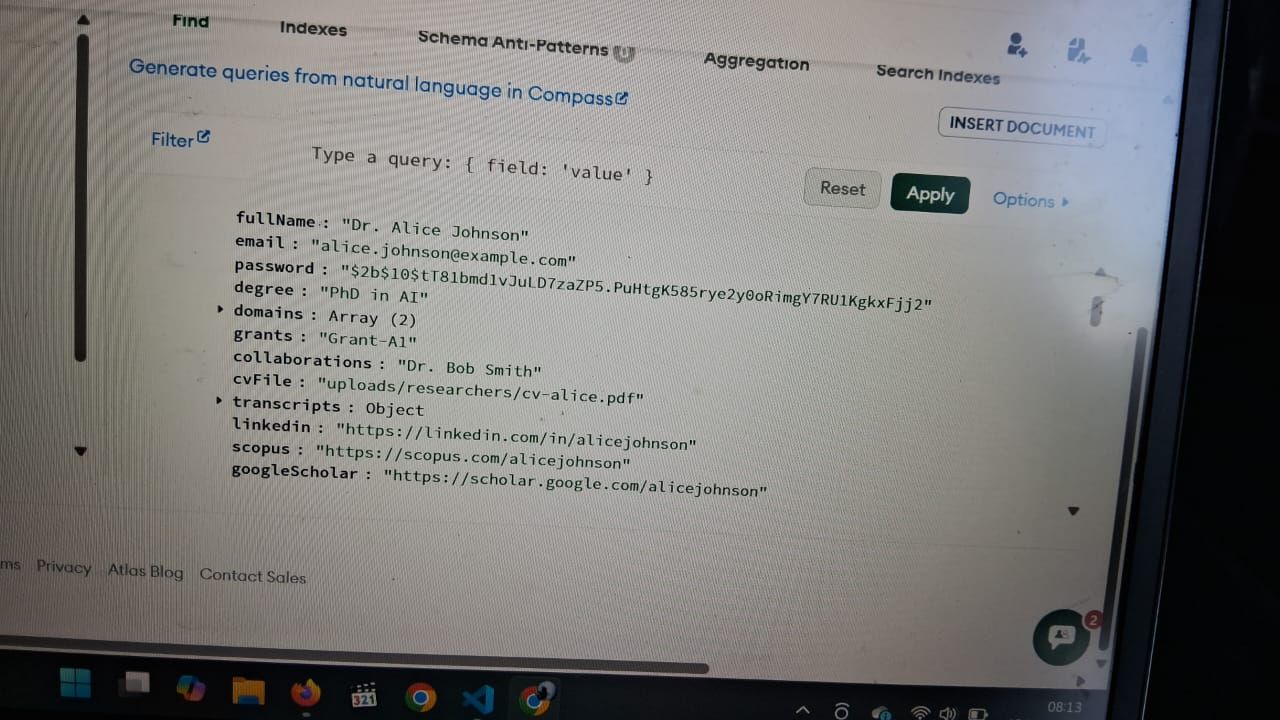 Find Indexes Schema Anti-Patterns 0 Aggregation Search Indexes
Generate queries from natural language in Compass
INSERT DOCUMENT
Filter
Type a query: { field: 'value' }
Reset
Apply
Options
fullName : "Dr. Alice Johnson"
email : "alice.johnson@example.com"
password : "$2b$10$tT81bmd1vJuLD7zaZP5.PuHtgK585rye2y0oRimgY7RU1KgkxFjj2"
degree : "PhD in AI"
domains : Array (2)
grants : "Grant-A1"
collaborations : "Dr. Bob Smith"
cvFile : "uploads/researchers/cv-alice.pdf"
transcripts : Object
linkedin : "https://linkedin.com/in/alicejohnson"
scopus : "https://scopus.com/alicejohnson"
googleScholar : "https://scholar.google.com/alicejohnson"
ms Privacy Atlas Blog Contact Sales
2
321
08:13